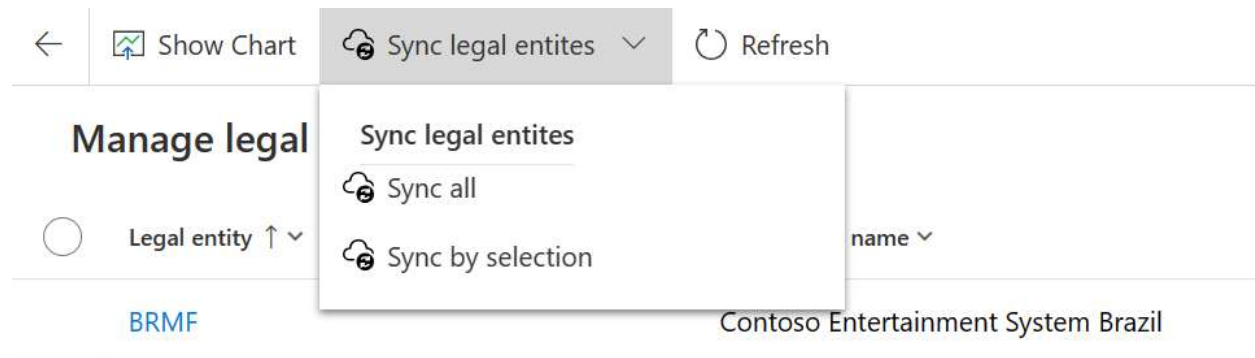 Show Chart Sync legal entites Refresh
Manage legal
Sync legal entites
Sync all
Sync by selection
Legal entity name
BRMF Contoso Entertainment System Brazil